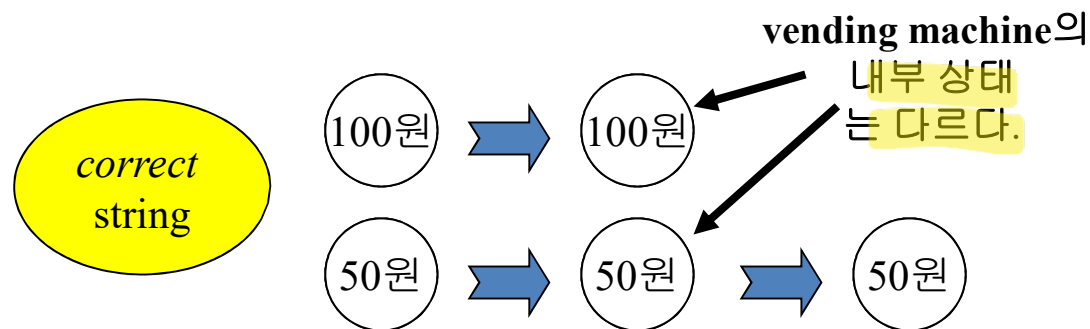 vending machine의
내부 상태
는 다르다.
correct
string
100원
100원
50원
50원
50원